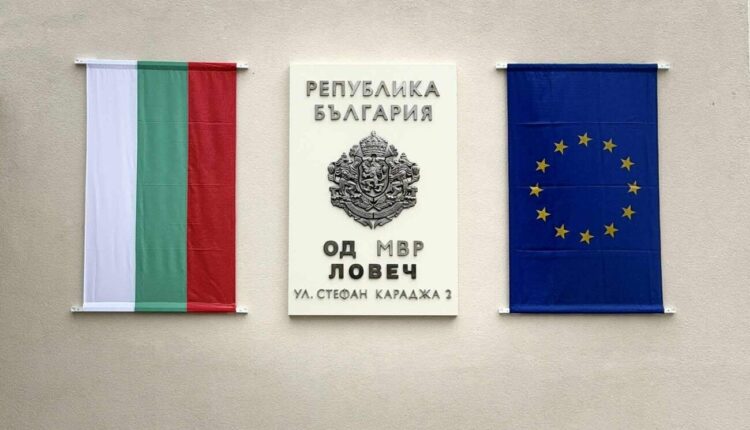 РЕПУБЛИКА
БЪЛГАРИЯ
ОД МВР
ЛОВЕЧ
УЛ. СТЕФАН КАРАДЖА 2